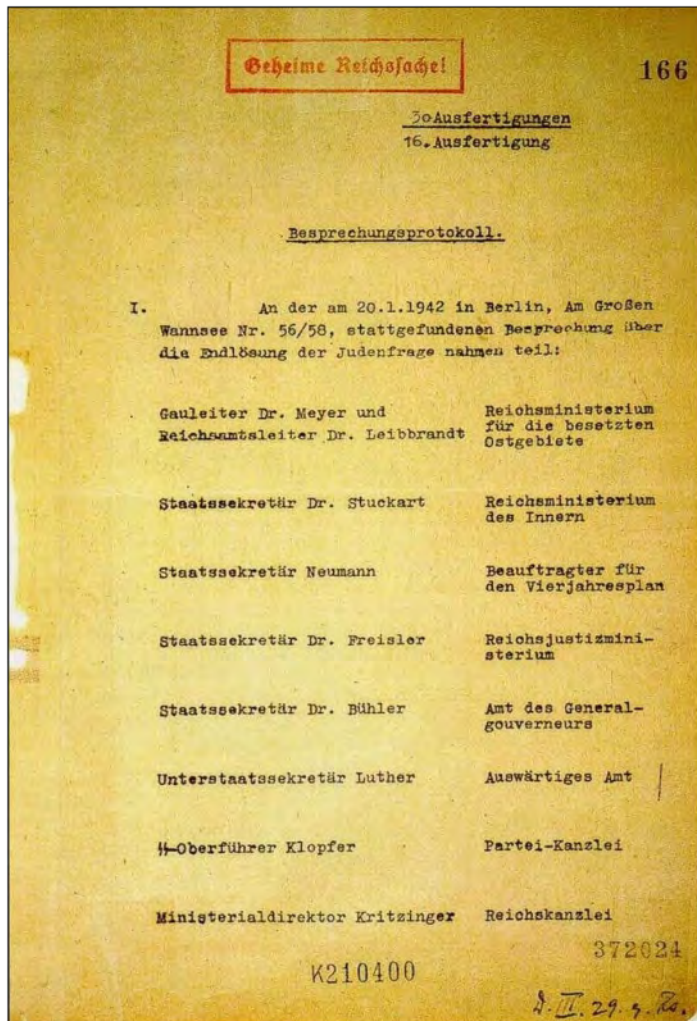 Geheime Reichssache!
166
30 Ausfertigungen
16. Ausfertigung
Besprechungsprotokoll.
I. An der am 20.1.1942 in Berlin, Am Großen
Wannsee Nr. 56/58, stattgefundenen Besprechung über
die Endlösung der Judenfrage nahmen teil:
Gauleiter Dr. Meyer und
Reichsamtsleiter Dr. Leibbrandt
Reichsministerium
für die besetzten
Ostgebiete
Staatssekretär Dr. Stuckart
Reichsministerium
des Innern
Staatssekretär Neumann
Beauftragter für
den Vierjahresplan
Staatssekretär Dr. Freisler
Reichsjustizmini-
sterium
Staatssekretär Dr. Bühler
Amt des General-
gouverneurs
Unterstaatssekretär Luther
Auswärtiges Amt
SS-Oberführer Klopfer
Partei-Kanzlei
Ministerialdirektor Kritzinger
Reichskanzlei
372024
K210400
D. III. 29. g. Rs.